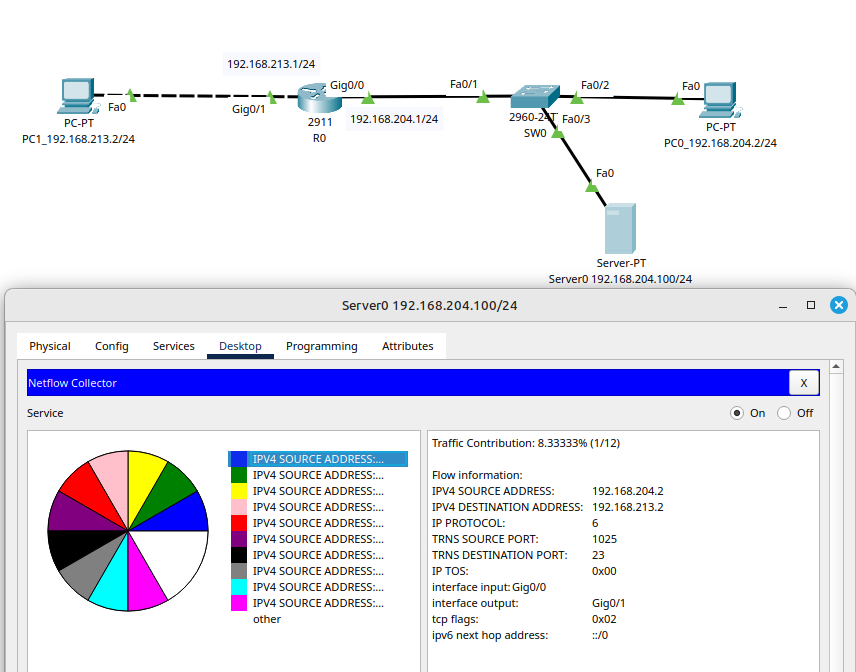 192.168.213.1/24
Gig0/0
Fa0/1
Fa0/2
Fa0
Fa0
Gig0/1
192.168.204.1/24
Fa0/3
PC-PT
PC1_192.168.213.2/24
2911
R0
2960-24T
SW0
PC-PT
PC0_192.168.204.2/24
Fa0
Server-PT
Server0 192.168.204.100/24
Server0 192.168.204.100/24
Physical Config Services Desktop Programming Attributes
Netflow Collector X
Service On Off
IPV4 SOURCE ADDRESS:...
IPV4 SOURCE ADDRESS:...
IPV4 SOURCE ADDRESS:...
IPV4 SOURCE ADDRESS:...
IPV4 SOURCE ADDRESS:...
IPV4 SOURCE ADDRESS:...
IPV4 SOURCE ADDRESS:...
IPV4 SOURCE ADDRESS:...
IPV4 SOURCE ADDRESS:...
IPV4 SOURCE ADDRESS:...
other
Traffic Contribution: 8.33333% (1/12)
Flow information:
IPV4 SOURCE ADDRESS: 192.168.204.2
IPV4 DESTINATION ADDRESS: 192.168.213.2
IP PROTOCOL: 6
TRNS SOURCE PORT: 1025
TRNS DESTINATION PORT: 23
IP TOS: 0x00
interface input: Gig0/0
interface output: Gig0/1
tcp flags: 0x02
ipv6 next hop address: ::/0